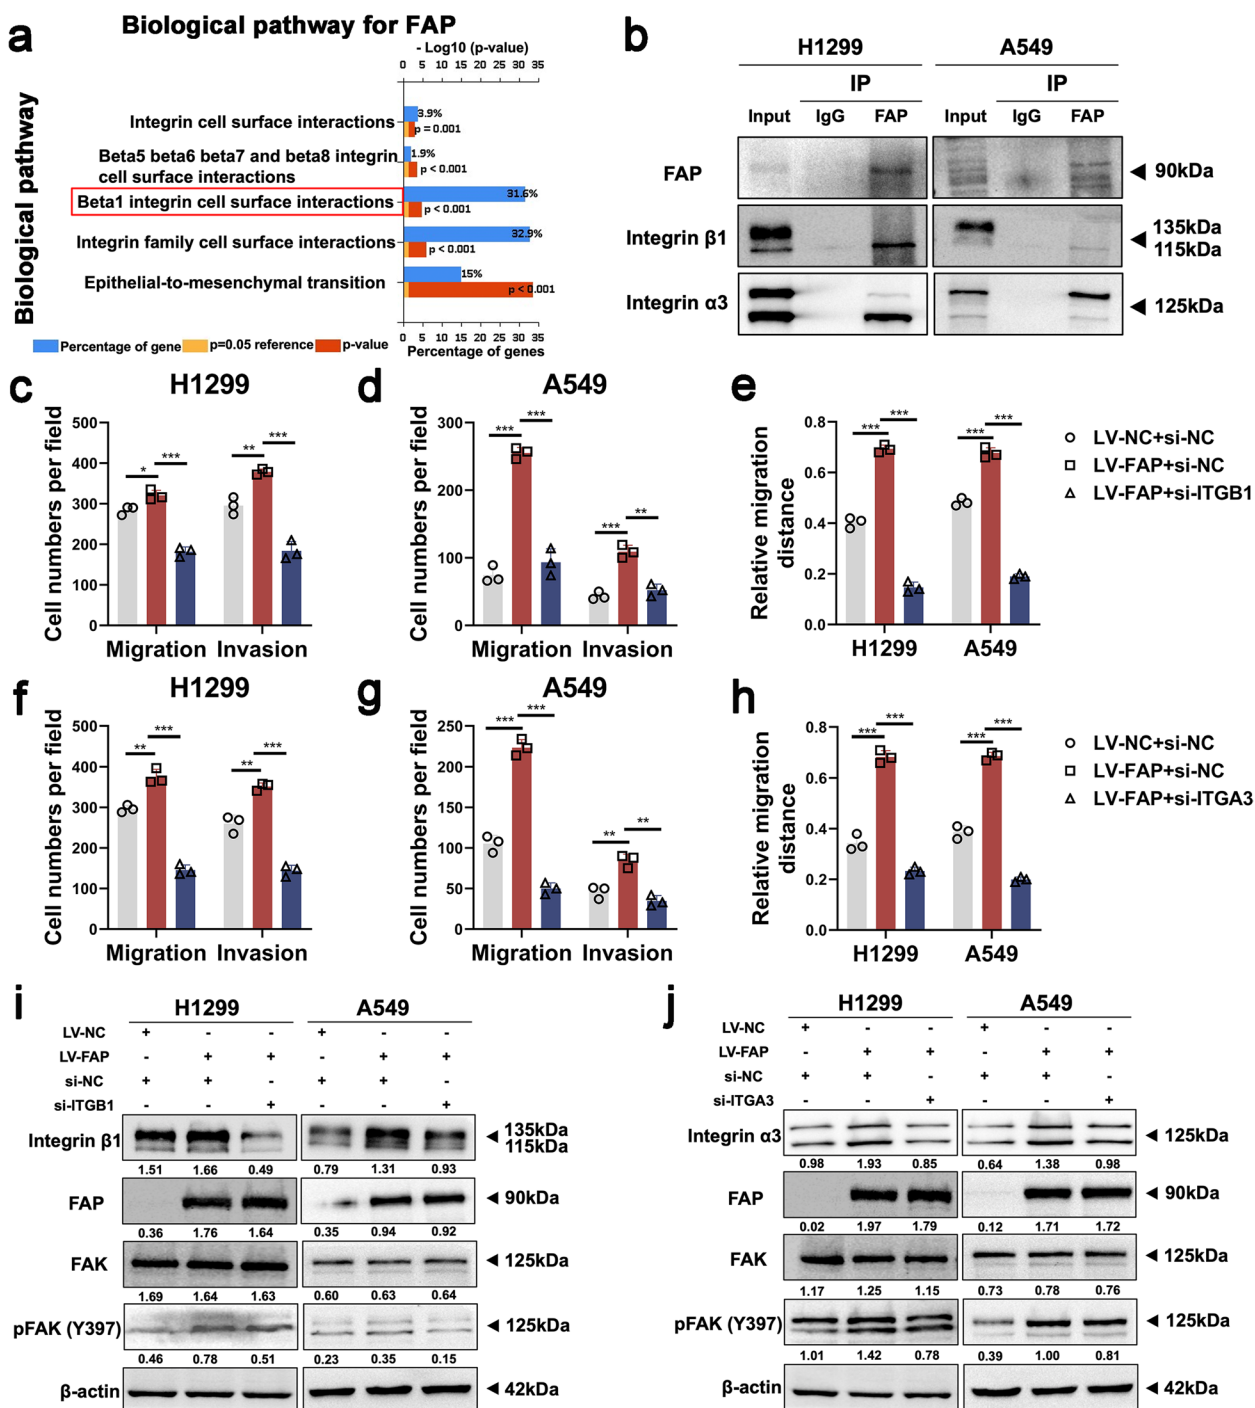 a
Biological pathway for FAP
- Log10 (p-value)
0 5 10 15 20 25 30 35
Biological pathway
Integrin cell surface interactions
3.9%
p = 0.001
Beta5 beta6 beta7 and beta8 integrin
cell surface interactions
1.9%
p < 0.001
Beta1 integrin cell surface interactions
31.6%
p < 0.001
Integrin family cell surface interactions
32.9%
p < 0.001
Epithelial-to-mesenchymal transition
15%
p < 0.001
0 5 10 15 20 25 30 35
Percentage of gene p=0.05 reference p-value
Percentage of genes
b
H1299 A549
IP IP
Input IgG FAP Input IgG FAP
FAP 90kDa
Integrin β1 135kDa
115kDa
Integrin α3 125kDa
c
H1299
Cell numbers per field
500
400
300
200
100
0
* *** ** ***
Migration Invasion
d
A549
Cell numbers per field
300
200
100
0
*** *** *** **
Migration Invasion
e
Relative migration
distance
0.8
0.6
0.4
0.2
0.0
*** *** *** ***
H1299 A549
LV-NC+si-NC
LV-FAP+si-NC
LV-FAP+si-ITGB1
f
H1299
Cell numbers per field
500
400
300
200
100
0
** *** ** ***
Migration Invasion
g
A549
Cell numbers per field
250
200
150
100
50
0
*** *** ** **
Migration Invasion
h
Relative migration
distance
0.8
0.6
0.4
0.2
0.0
*** *** *** ***
H1299 A549
LV-NC+si-NC
LV-FAP+si-NC
LV-FAP+si-ITGA3
i
H1299 A549
LV-NC + - - + - -
LV-FAP - + + - + +
si-NC + + - + + -
si-ITGB1 - - + - - +
Integrin β1 135kDa
115kDa
1.51 1.66 0.49 0.79 1.31 0.93
FAP 90kDa
0.36 1.76 1.64 0.35 0.94 0.92
FAK 125kDa
1.69 1.64 1.63 0.60 0.63 0.64
pFAK (Y397) 125kDa
0.46 0.78 0.51 0.23 0.35 0.15
β-actin 42kDa
j
H1299 A549
LV-NC + - - + - -
LV-FAP - + + - + +
si-NC + + - + + -
si-ITGA3 - - + - - +
Integrin α3 125kDa
0.98 1.93 0.85 0.64 1.38 0.98
FAP 90kDa
0.02 1.97 1.79 0.12 1.71 1.72
FAK 125kDa
1.17 1.25 1.15 0.73 0.78 0.76
pFAK (Y397) 125kDa
1.01 1.42 0.78 0.39 1.00 0.81
β-actin 42kDa